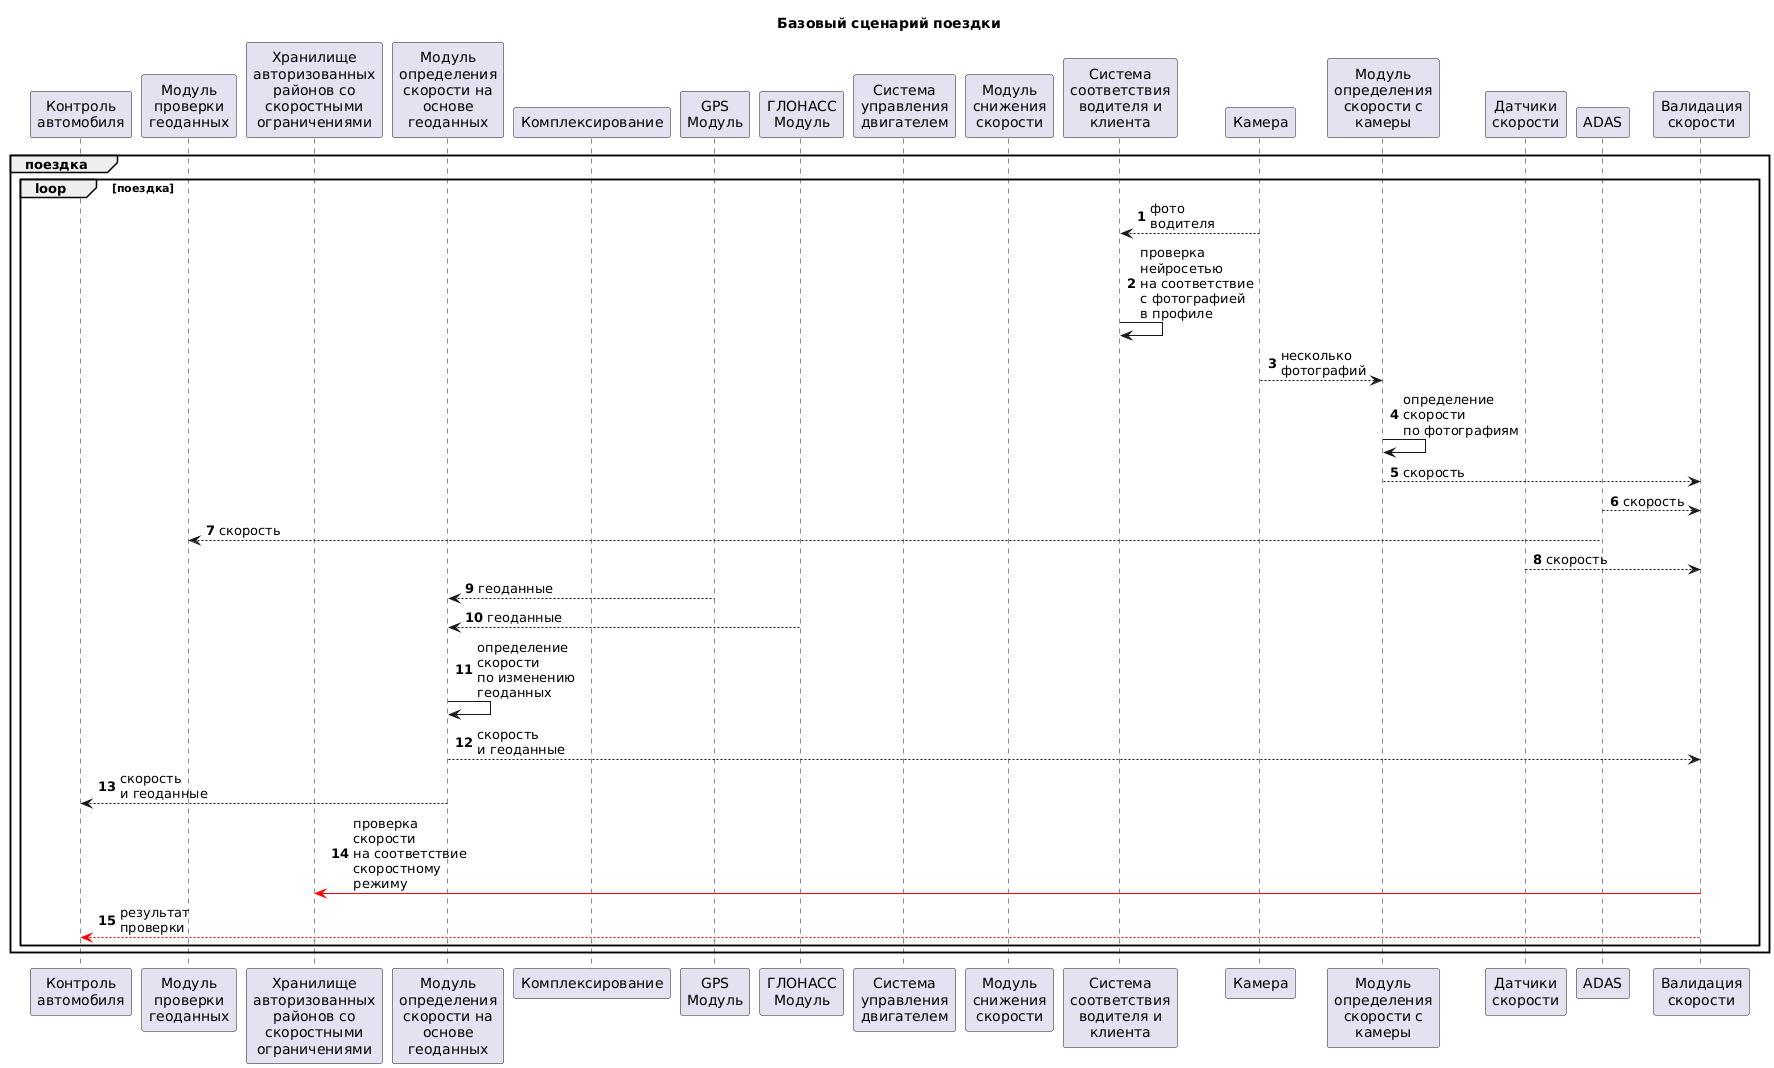 Базовый сценарий поездки
Контроль
автомобиля
Модуль
проверки
геоданных
Хранилище
авторизованных
районов со
скоростными
ограничениями
Модуль
определения
скорости на
основе
геоданных
Комплексирование
GPS
Модуль
ГЛОНАСС
Модуль
Система
управления
двигателем
Модуль
снижения
скорости
Система
соответствия
водителя и
клиента
Камера
Модуль
определения
скорости с
камеры
Датчики
скорости
ADAS
Валидация
скорости
поездка
loop [поездка]
1 фото
водителя
2 проверка
нейросетью
на соответствие
с фотографией
в профиле
3 несколько
фотографий
4 определение
скорости
по фотографиям
5 скорость
6 скорость
7 скорость
8 скорость
9 геоданные
10 геоданные
11 определение
скорости
по изменению
геоданных
12 скорость
и геоданные
13 скорость
и геоданные
14 проверка
скорости
на соответствие
скоростному
режиму
15 результат
проверки
Контроль
автомобиля
Модуль
проверки
геоданных
Хранилище
авторизованных
районов со
скоростными
ограничениями
Модуль
определения
скорости на
основе
геоданных
Комплексирование
GPS
Модуль
ГЛОНАСС
Модуль
Система
управления
двигателем
Модуль
снижения
скорости
Система
соответствия
водителя и
клиента
Камера
Модуль
определения
скорости с
камеры
Датчики
скорости
ADAS
Валидация
скорости